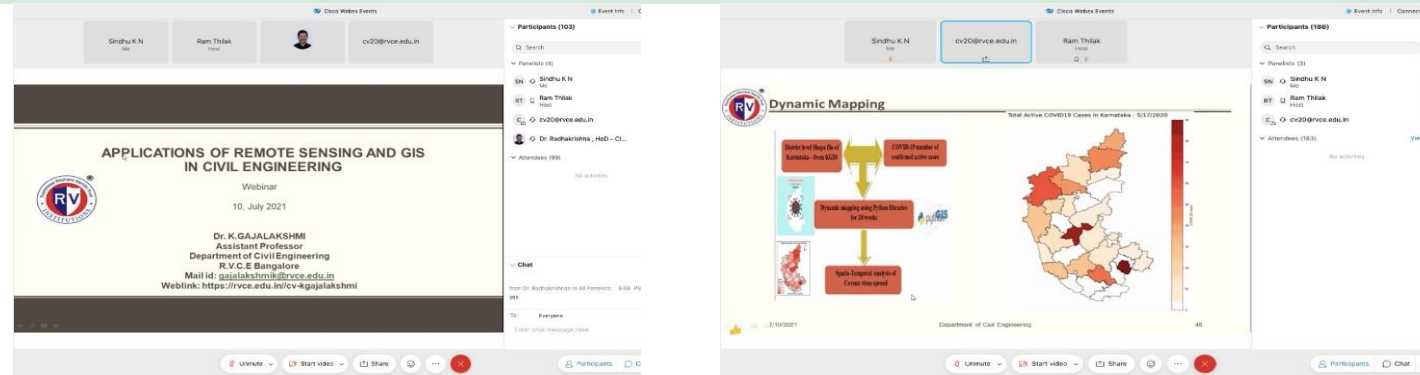 Cisco Webex Events
Event Info
Sindhu K N
Me
Ram Thilak
Host
cv20@rvce.edu.in
Participants (103)
Search
Panelists (4)
SN Sindhu K N
Me
RT Ram Thilak
Host
cv20@rvce.edu.in
Dr. Radhakrishna , HoD - Ci...
Attendees (99)
No activities
RV
INSTITUTIONS
APPLICATIONS OF REMOTE SENSING AND GIS
IN CIVIL ENGINEERING
Webinar
10, July 2021
Dr. K.GAJALAKSHMI
Assistant Professor
Department of Civil Engineering
R.V.C.E Bangalore
Mail id: gajalakshmik@rvce.edu.in
Weblink: https://rvce.edu.in//cv-kgajalakshmi
Chat
from Dr. Radhakrishnan to All Panelists:
yes
To: Everyone
Enter chat message here
Unmute
Start video
Share
Participants
Cisco Webex Events
Event Info
Connect
Sindhu K N
Me
cv20@rvce.edu.in
Ram Thilak
Host
Participants (186)
Search
Panelists (3)
SN Sindhu K N
Me
RT Ram Thilak
Host
cv20@rvce.edu.in
Attendees (183)
No activities
RV
Dynamic Mapping
Total Active COVID19 Cases in Karnataka : 5/17/2020
District level Shape file of
Karnataka - from KGIS
COVID-19 number of
confirmed active cases
Dynamic mapping using Python libraries
for 20 weeks
python
GIS
Spatio-Temporal Analysis of
Corona virus spread
7/10/2021
Department of Civil Engineering
48
Unmute
Start video
Share
Participants
Chat